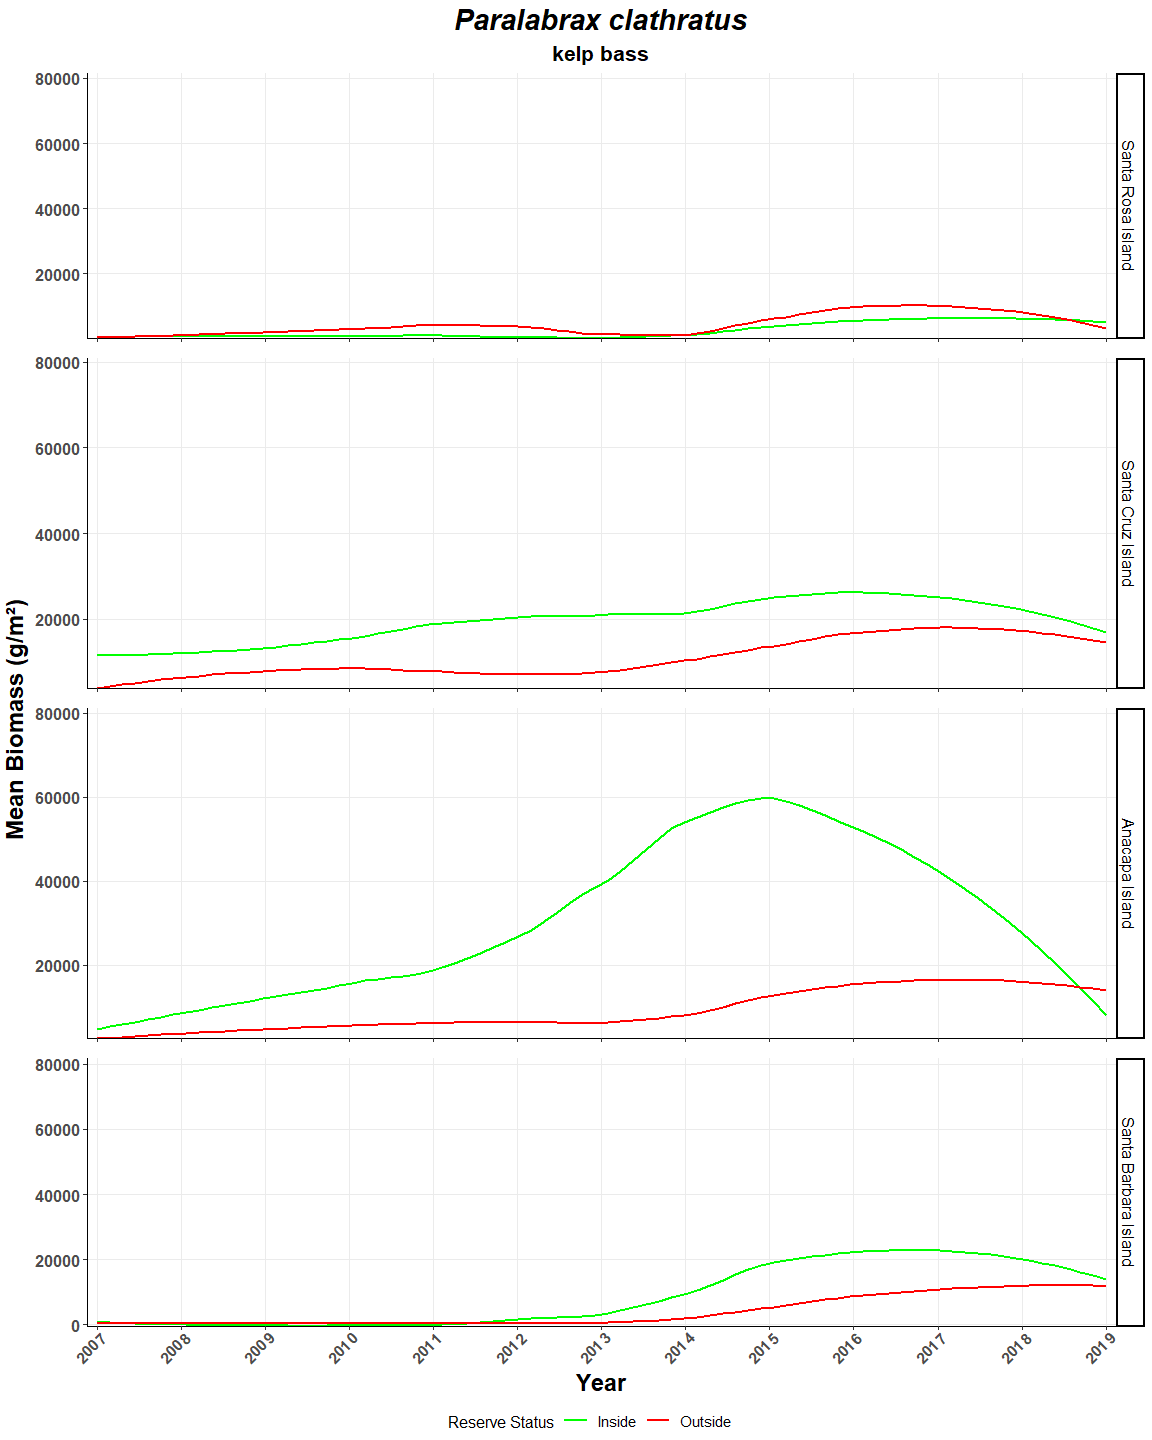 Paralabrax clathratus
kelp bass
Mean Biomass (g/m²)
80000
60000
40000
20000
Santa Rosa Island
80000
60000
40000
20000
Santa Cruz Island
80000
60000
40000
20000
Anacapa Island
80000
60000
40000
20000
0
Santa Barbara Island
2007 2008 2009 2010 2011 2012 2013 2014 2015 2016 2017 2018 2019
Year
Reserve Status Inside Outside